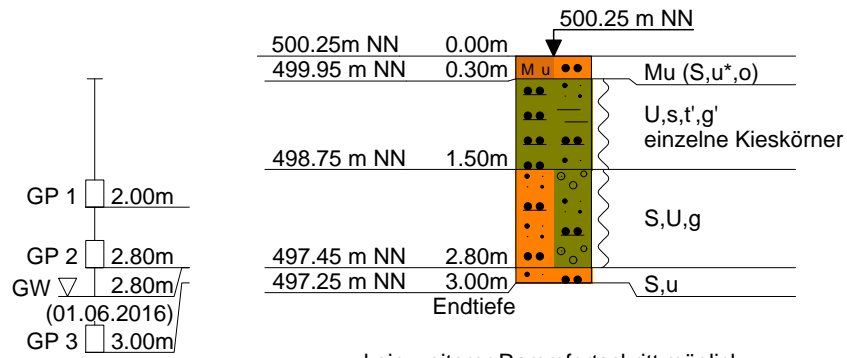 500.25 m NN
500.25m NN 0.00m
499.95 m NN 0.30m
M u
Mu (S,u*,o)
U,s,t',g'
einzelne Kieskörner
498.75 m NN 1.50m
GP 1 2.00m
S,U,g
GP 2 2.80m
497.45 m NN 2.80m
GW 2.80m
497.25 m NN 3.00m
S,u
Endtiefe
(01.06.2016)
GP 3 3.00m